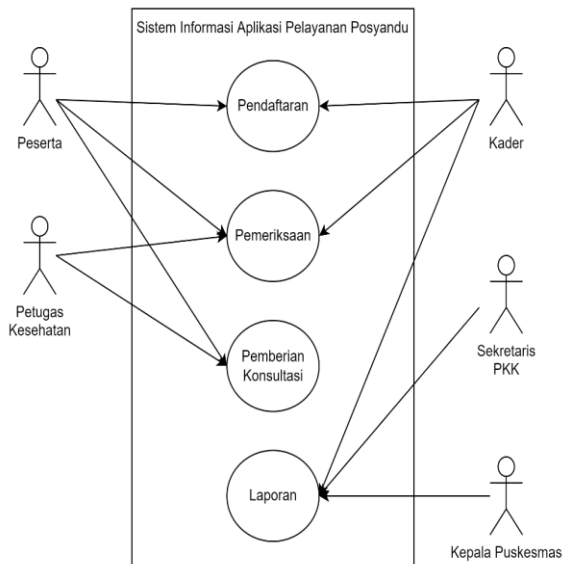 Sistem Informasi Aplikasi Pelayanan Posyandu
Pendaftaran
Peserta
Kader
Pemeriksaan
Petugas
Kesehatan
Pemberian
Konsultasi
Sekretaris
PKK
Laporan
Kepala Puskesmas